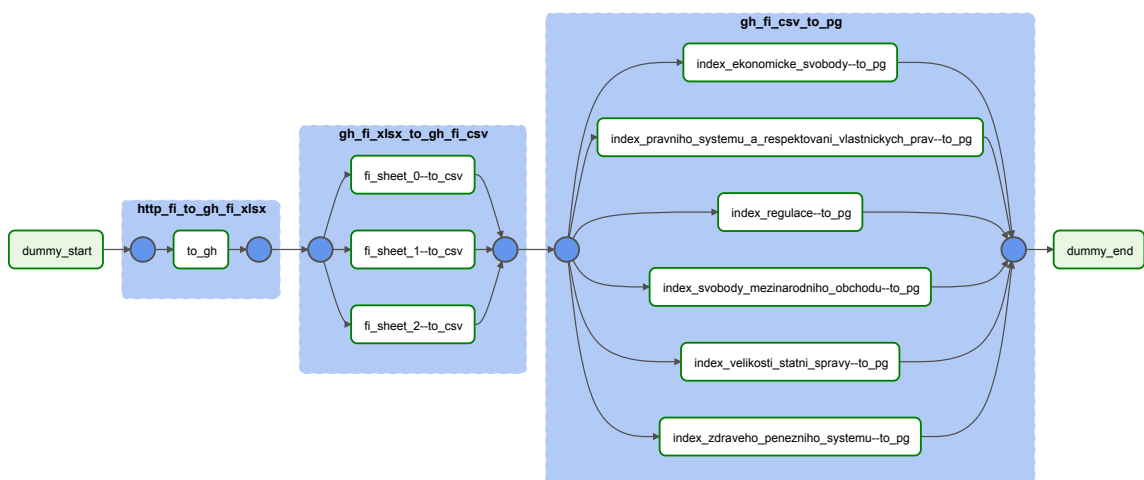 dummy_start
http_fi_to_gh_fi_xlsx
to_gh
gh_fi_xlsx_to_gh_fi_csv
fi_sheet_0--to_csv
fi_sheet_1--to_csv
fi_sheet_2--to_csv
gh_fi_csv_to_pg
index_ekonomicke_svobody--to_pg
index_pravniho_systemu_a_respektovani_vlastnickych_prav--to_pg
index_regulace--to_pg
index_svobody_mezinarodniho_obchodu--to_pg
index_velikosti_statni_spravy--to_pg
index_zdraveho_penezniho_systemu--to_pg
dummy_end